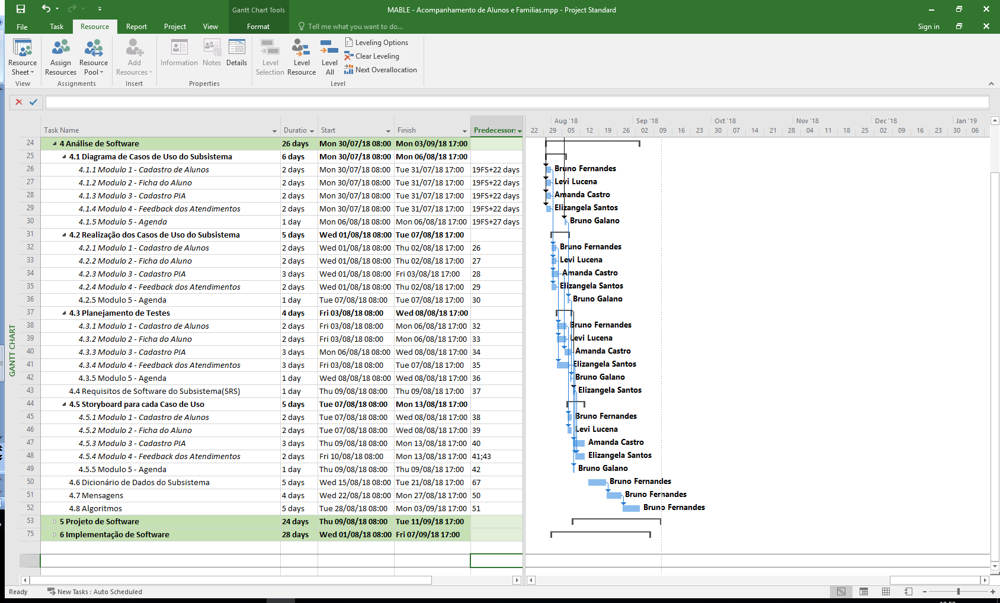 Gantt Chart Tools
MABLE - Acompanhamento de Alunos e Familias.mpp - Project Standard
File Task Resource Report Project View Format Tell me what you want to do... Sign in
Resource Sheet
Assign Resources
Resource Pool
Add Resources
Information Notes Details
Level Selection
Level Resource
Level All
Leveling Options
Clear Leveling
Next Overallocation
View Assignments Insert Properties Level
Aug '18 Sep '18 Oct '18 Nov '18 Dec '18 Jan '19
Task Name Duratio Start Finish Predecessors 22 29 05 12 19 26 02 09 16 23 30 07 14 21 28 04 11 18 25 02 09 16 23 30 06
24 4 Análise de Software 26 days Mon 30/07/18 08:00 Mon 03/09/18 17:00
25 4.1 Diagrama de Casos de Uso do Subsistema 6 days Mon 30/07/18 08:00 Mon 06/08/18 17:00
26 4.1.1 Modulo 1 - Cadastro de Alunos 2 days Mon 30/07/18 08:00 Tue 31/07/18 17:00 19FS+22 days Bruno Fernandes
27 4.1.2 Modulo 2 - Ficha do Aluno 2 days Mon 30/07/18 08:00 Tue 31/07/18 17:00 19FS+22 days Levi Lucena
28 4.1.3 Modulo 3 - Cadastro PIA 2 days Mon 30/07/18 08:00 Tue 31/07/18 17:00 19FS+22 days Amanda Castro
29 4.1.4 Modulo 4 - Feedback dos Atendimentos 2 days Mon 30/07/18 08:00 Tue 31/07/18 17:00 19FS+22 days Elizangela Santos
30 4.1.5 Modulo 5 - Agenda 1 day Mon 06/08/18 08:00 Mon 06/08/18 17:00 19FS+27 days Bruno Galano
31 4.2 Realização dos Casos de Uso do Subsistema 5 days Wed 01/08/18 08:00 Tue 07/08/18 17:00
32 4.2.1 Modulo 1 - Cadastro de Alunos 2 days Wed 01/08/18 08:00 Thu 02/08/18 17:00 26 Bruno Fernandes
33 4.2.2 Modulo 2 - Ficha do Aluno 2 days Wed 01/08/18 08:00 Thu 02/08/18 17:00 27 Levi Lucena
34 4.2.3 Modulo 3 - Cadastro PIA 3 days Wed 01/08/18 08:00 Fri 03/08/18 17:00 28 Amanda Castro
35 4.2.4 Modulo 4 - Feedback dos Atendimentos 2 days Wed 01/08/18 08:00 Thu 02/08/18 17:00 29 Elizangela Santos
36 4.2.5 Modulo 5 - Agenda 1 day Tue 07/08/18 08:00 Tue 07/08/18 17:00 30 Bruno Galano
37 4.3 Planejamento de Testes 4 days Fri 03/08/18 08:00 Wed 08/08/18 17:00
38 4.3.1 Modulo 1 - Cadastro de Alunos 2 days Fri 03/08/18 08:00 Mon 06/08/18 17:00 32 Bruno Fernandes
39 4.3.2 Modulo 2 - Ficha do Aluno 2 days Fri 03/08/18 08:00 Mon 06/08/18 17:00 33 Levi Lucena
40 4.3.3 Modulo 3 - Cadastro PIA 3 days Mon 06/08/18 08:00 Wed 08/08/18 17:00 34 Amanda Castro
41 4.3.4 Modulo 4 - Feedback dos Atendimentos 3 days Fri 03/08/18 08:00 Tue 07/08/18 17:00 35 Elizangela Santos
42 4.3.5 Modulo 5 - Agenda 1 day Wed 08/08/18 08:00 Wed 08/08/18 17:00 36 Bruno Galano
43 4.4 Requisitos de Software do Subsistema(SRS) 1 day Thu 09/08/18 08:00 Thu 09/08/18 17:00 37 Elizangela Santos
44 4.5 Storyboard para cada Caso de Uso 5 days Tue 07/08/18 08:00 Mon 13/08/18 17:00
45 4.5.1 Modulo 1 - Cadastro de Alunos 2 days Tue 07/08/18 08:00 Wed 08/08/18 17:00 38 Bruno Fernandes
46 4.5.2 Modulo 2 - Ficha do Aluno 2 days Tue 07/08/18 08:00 Wed 08/08/18 17:00 39 Levi Lucena
47 4.5.3 Modulo 3 - Cadastro PIA 3 days Thu 09/08/18 08:00 Mon 13/08/18 17:00 40 Amanda Castro
48 4.5.4 Modulo 4 - Feedback dos Atendimentos 2 days Fri 10/08/18 08:00 Mon 13/08/18 17:00 41;43 Elizangela Santos
49 4.5.5 Modulo 5 - Agenda 1 day Thu 09/08/18 08:00 Thu 09/08/18 17:00 42 Bruno Galano
50 4.6 Dicionário de Dados do Subsistema 5 days Wed 15/08/18 08:00 Tue 21/08/18 17:00 67 Bruno Fernandes
51 4.7 Mensagens 4 days Wed 22/08/18 08:00 Mon 27/08/18 17:00 50 Bruno Fernandes
52 4.8 Algoritmos 5 days Tue 28/08/18 08:00 Mon 03/09/18 17:00 51 Bruno Fernandes
53 5 Projeto de Software 24 days Thu 09/08/18 08:00 Tue 11/09/18 17:00
75 6 Implementação de Software 28 days Wed 01/08/18 08:00 Fri 07/09/18 17:00
GANTT CHART
Ready New Tasks : Auto Scheduled